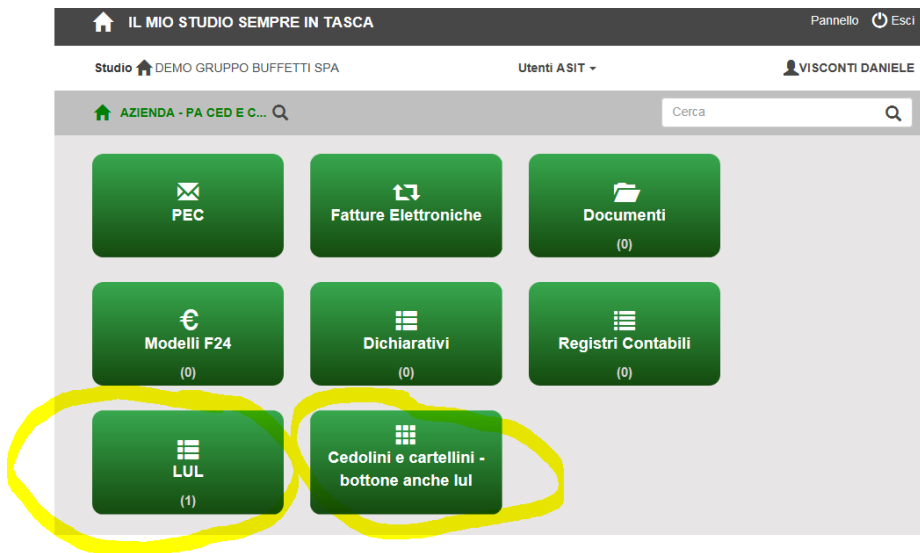 IL MIO STUDIO SEMPRE IN TASCA
Pannello Esci
Studio DEMO GRUPPO BUFFETTI SPA
Utenti ASIT
VISCONTI DANIELE
AZIENDA - PA CED E C...
Cerca
PEC
Fatture Elettroniche
Documenti
(0)
Modelli F24
(0)
Dichiarativi
(0)
Registri Contabili
(0)
LUL
(1)
Cedolini e cartellini -
bottone anche lul